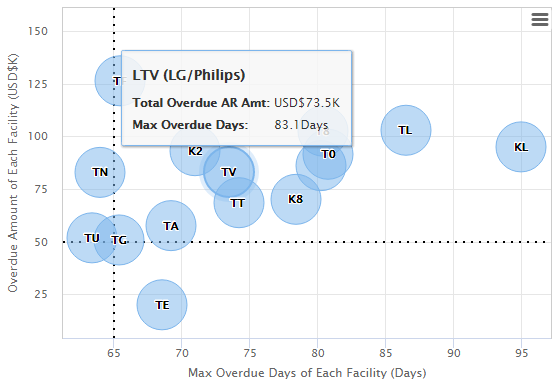 150
125
100
75
50
25
Overdue Amount of Each Facility (USD$K)
LTV (LG/Philips)
Total Overdue AR Amt: USD$73.5K
Max Overdue Days: 83.1Days
TL
KL
K2
T0
TN
TV
TT
K8
TA
TU
TG
TE
65
70
75
80
85
90
95
Max Overdue Days of Each Facility (Days)